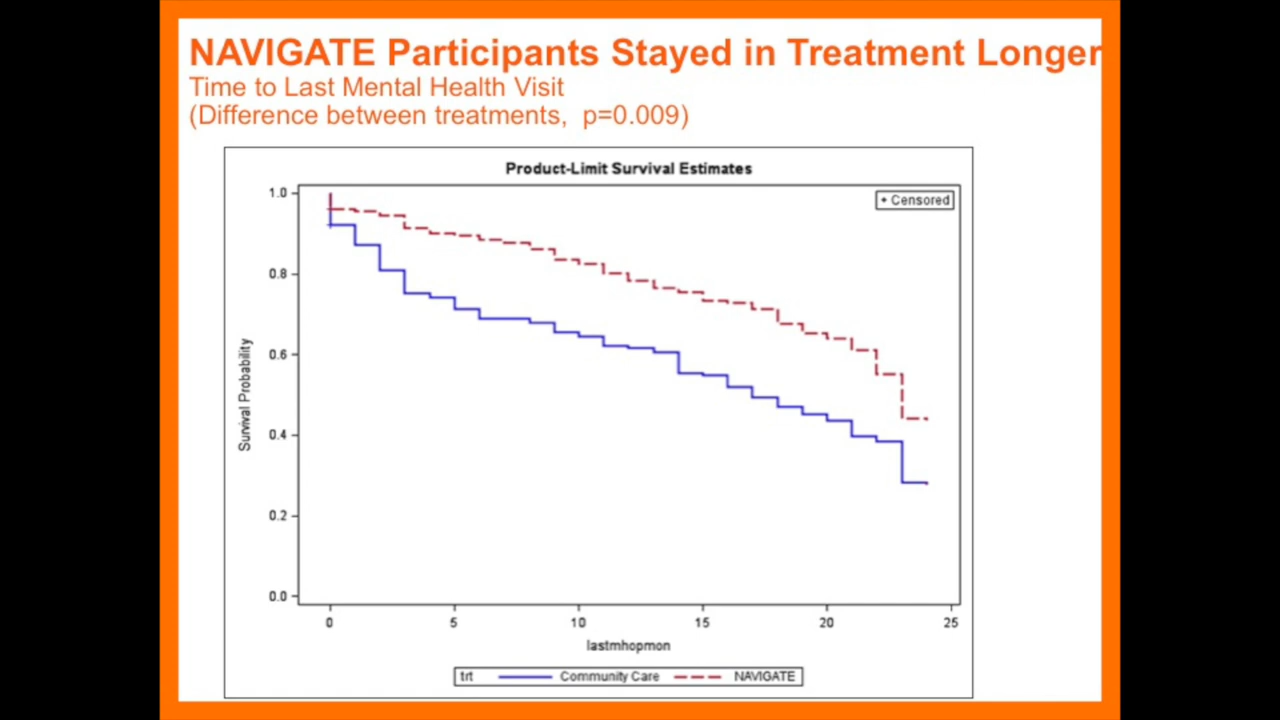 NAVIGATE Participants Stayed in Treatment Longer
Time to Last Mental Health Visit
(Difference between treatments, p=0.009)
Product-Limit Survival Estimates
+ Censored
1.0
0.8
0.6
0.4
0.2
0.0
Survival Probability
0 5 10 15 20 25
lastmhopmon
trt Community Care NAVIGATE